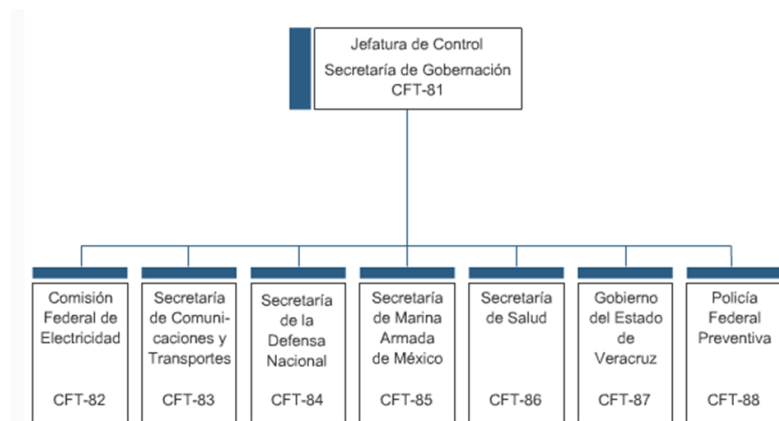 Jefatura de Control
Secretaría de Gobernación
CFT-81
Comisión
Federal de
Electricidad
CFT-82
Secretaría
de Comuni-
caciones y
Transportes
CFT-83
Secretaría
de la
Defensa
Nacional
CFT-84
Secretaría
de Marina
Armada
de México
CFT-85
Secretaría
de Salud
CFT-86
Gobierno
del Estado
de
Veracruz
CFT-87
Policía
Federal
Preventiva
CFT-88